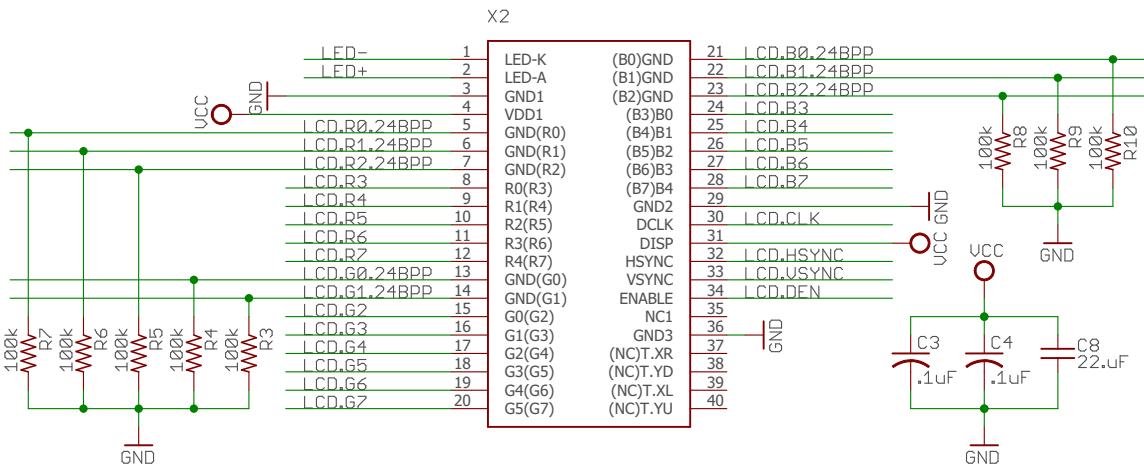 X2
LED- 1 LED-K (B0)GND 21 LCD.B0.24BPP
LED+ 2 LED-A (B1)GND 22 LCD.B1.24BPP
GND 3 GND1 (B2)GND 23 LCD.B2.24BPP
VCC 4 VDD1 (B3)B0 24 LCD.B3
LCD.R0.24BPP 5 GND(R0) (B4)B1 25 LCD.B4
LCD.R1.24BPP 6 GND(R1) (B5)B2 26 LCD.B5
LCD.R2.24BPP 7 GND(R2) (B6)B3 27 LCD.B6
LCD.R3 8 R0(R3) (B7)B4 28 LCD.B7
LCD.R4 9 R1(R4) GND2 29 GND
LCD.R5 10 R2(R5) DCLK 30 LCD.CLK
LCD.R6 11 R3(R6) DISP 31 VCC
LCD.R7 12 R4(R7) HSYNC 32 LCD.HSYNC
LCD.G0.24BPP 13 GND(G0) VSYNC 33 LCD.VSYNC
LCD.G1.24BPP 14 GND(G1) ENABLE 34 LCD.DEN
LCD.G2 15 G0(G2) NC1 35
LCD.G3 16 G1(G3) GND3 36 GND
LCD.G4 17 G2(G4) (NC)T.XR 37
LCD.G5 18 G3(G5) (NC)T.YD 38
LCD.G6 19 G4(G6) (NC)T.XL 39
LCD.G7 20 G5(G7) (NC)T.YU 40
100k R7 100k R6 100k R5 100k R4 100k R3
GND
100k R8 100k R9 100k R10
GND
VCC
C3 C4 C8
.1uF .1uF 22.uF
GND